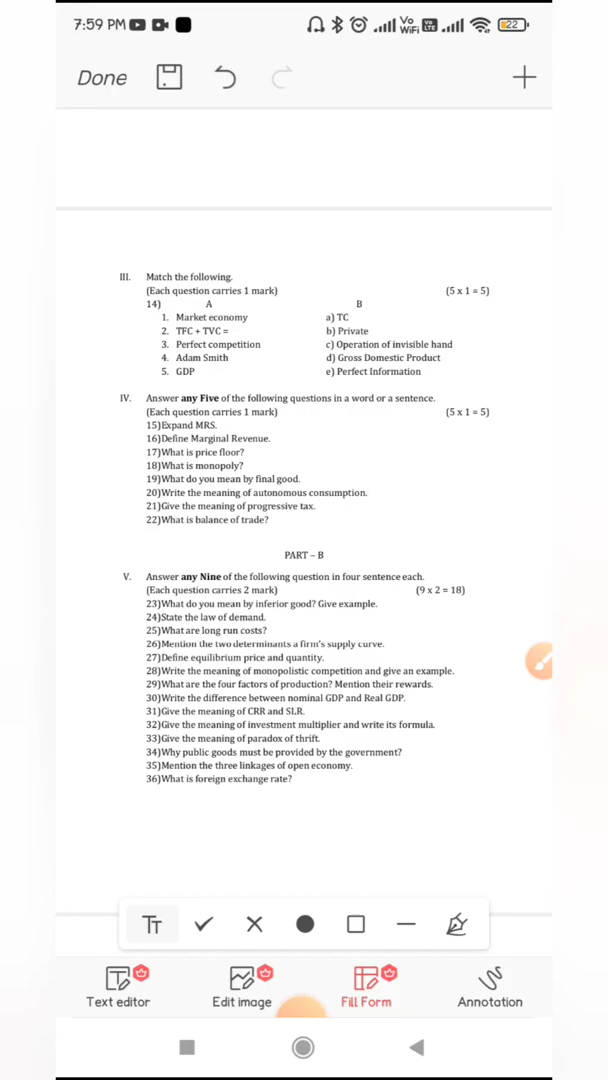 7:59 PM
Vo WiFi Vo LTE 22
Done
III. Match the following.
(Each question carries 1 mark) (5 x 1 = 5)
14) A B
1. Market economy a) TC
2. TFC + TVC = b) Private
3. Perfect competition c) Operation of invisible hand
4. Adam Smith d) Gross Domestic Product
5. GDP e) Perfect Information
IV. Answer any Five of the following questions in a word or a sentence.
(Each question carries 1 mark) (5 x 1 = 5)
15)Expand MRS.
16)Define Marginal Revenue.
17)What is price floor?
18)What is monopoly?
19)What do you mean by final good.
20)Write the meaning of autonomous consumption.
21)Give the meaning of progressive tax.
22)What is balance of trade?
PART – B
V. Answer any Nine of the following question in four sentence each.
(Each question carries 2 mark) (9 x 2 = 18)
23)What do you mean by inferior good? Give example.
24)State the law of demand.
25)What are long run costs?
26)Mention the two determinants a firm's supply curve.
27)Define equilibrium price and quantity.
28)Write the meaning of monopolistic competition and give an example.
29)What are the four factors of production? Mention their rewards.
30)Write the difference between nominal GDP and Real GDP.
31)Give the meaning of CRR and SLR.
32)Give the meaning of investment multiplier and write its formula.
33)Give the meaning of paradox of thrift.
34)Why public goods must be provided by the government?
35)Mention the three linkages of open economy.
36)What is foreign exchange rate?
TT
Text editor Edit image Fill Form Annotation